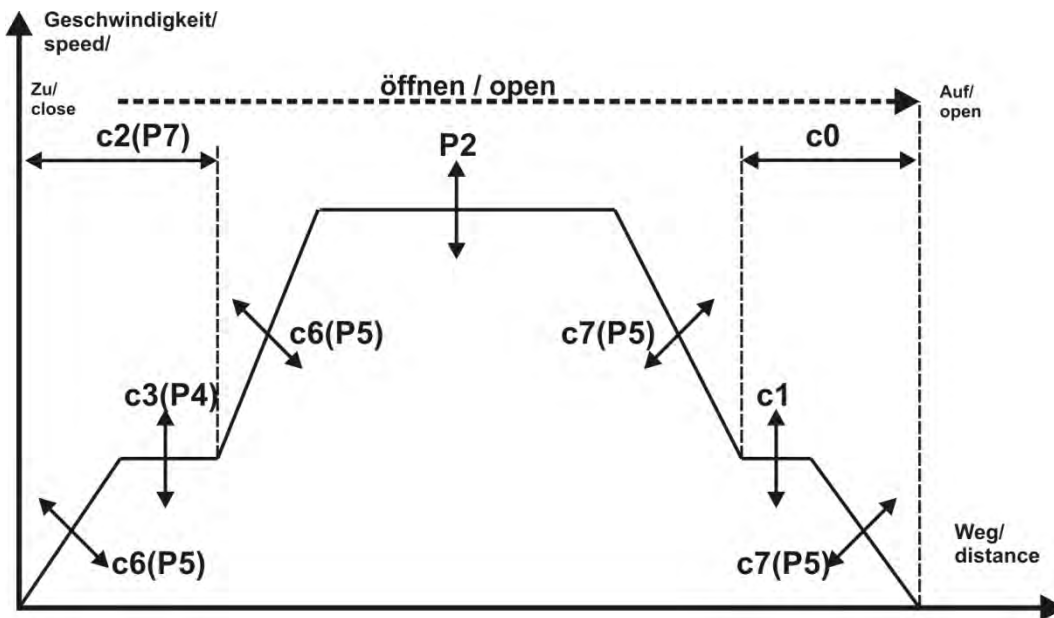 Geschwindigkeit/
speed/
öffnen / open
Zu/
close
Auf/
open
c2(P7)
P2
c0
c6(P5)
c7(P5)
c3(P4)
c1
c6(P5)
c7(P5)
Weg/
distance